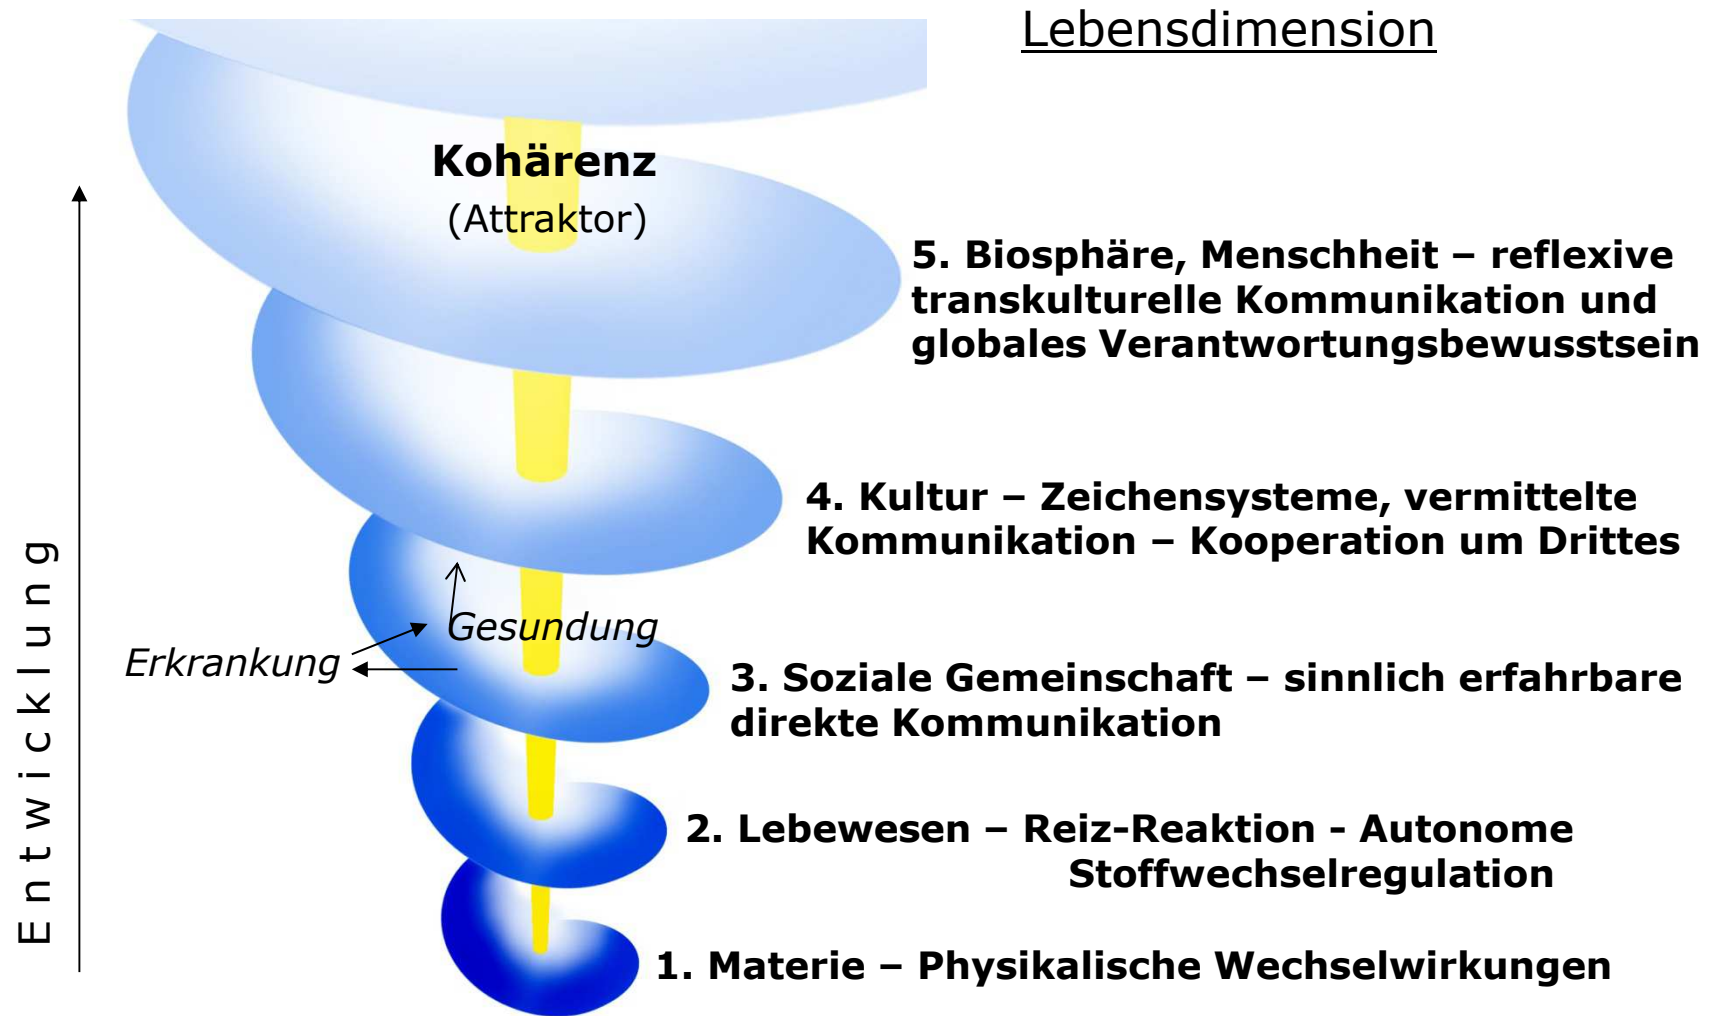 Lebensdimension
Kohärenz
(Attraktor)
5. Biosphäre, Menschheit – reflexive
transkulturelle Kommunikation und
globales Verantwortungsbewusstsein
4. Kultur – Zeichensysteme, vermittelte
Kommunikation – Kooperation um Drittes
Gesundung
Erkrankung
3. Soziale Gemeinschaft – sinnlich erfahrbare
direkte Kommunikation
2. Lebewesen – Reiz-Reaktion - Autonome
Stoffwechselregulation
1. Materie – Physikalische Wechselwirkungen
Entwicklung